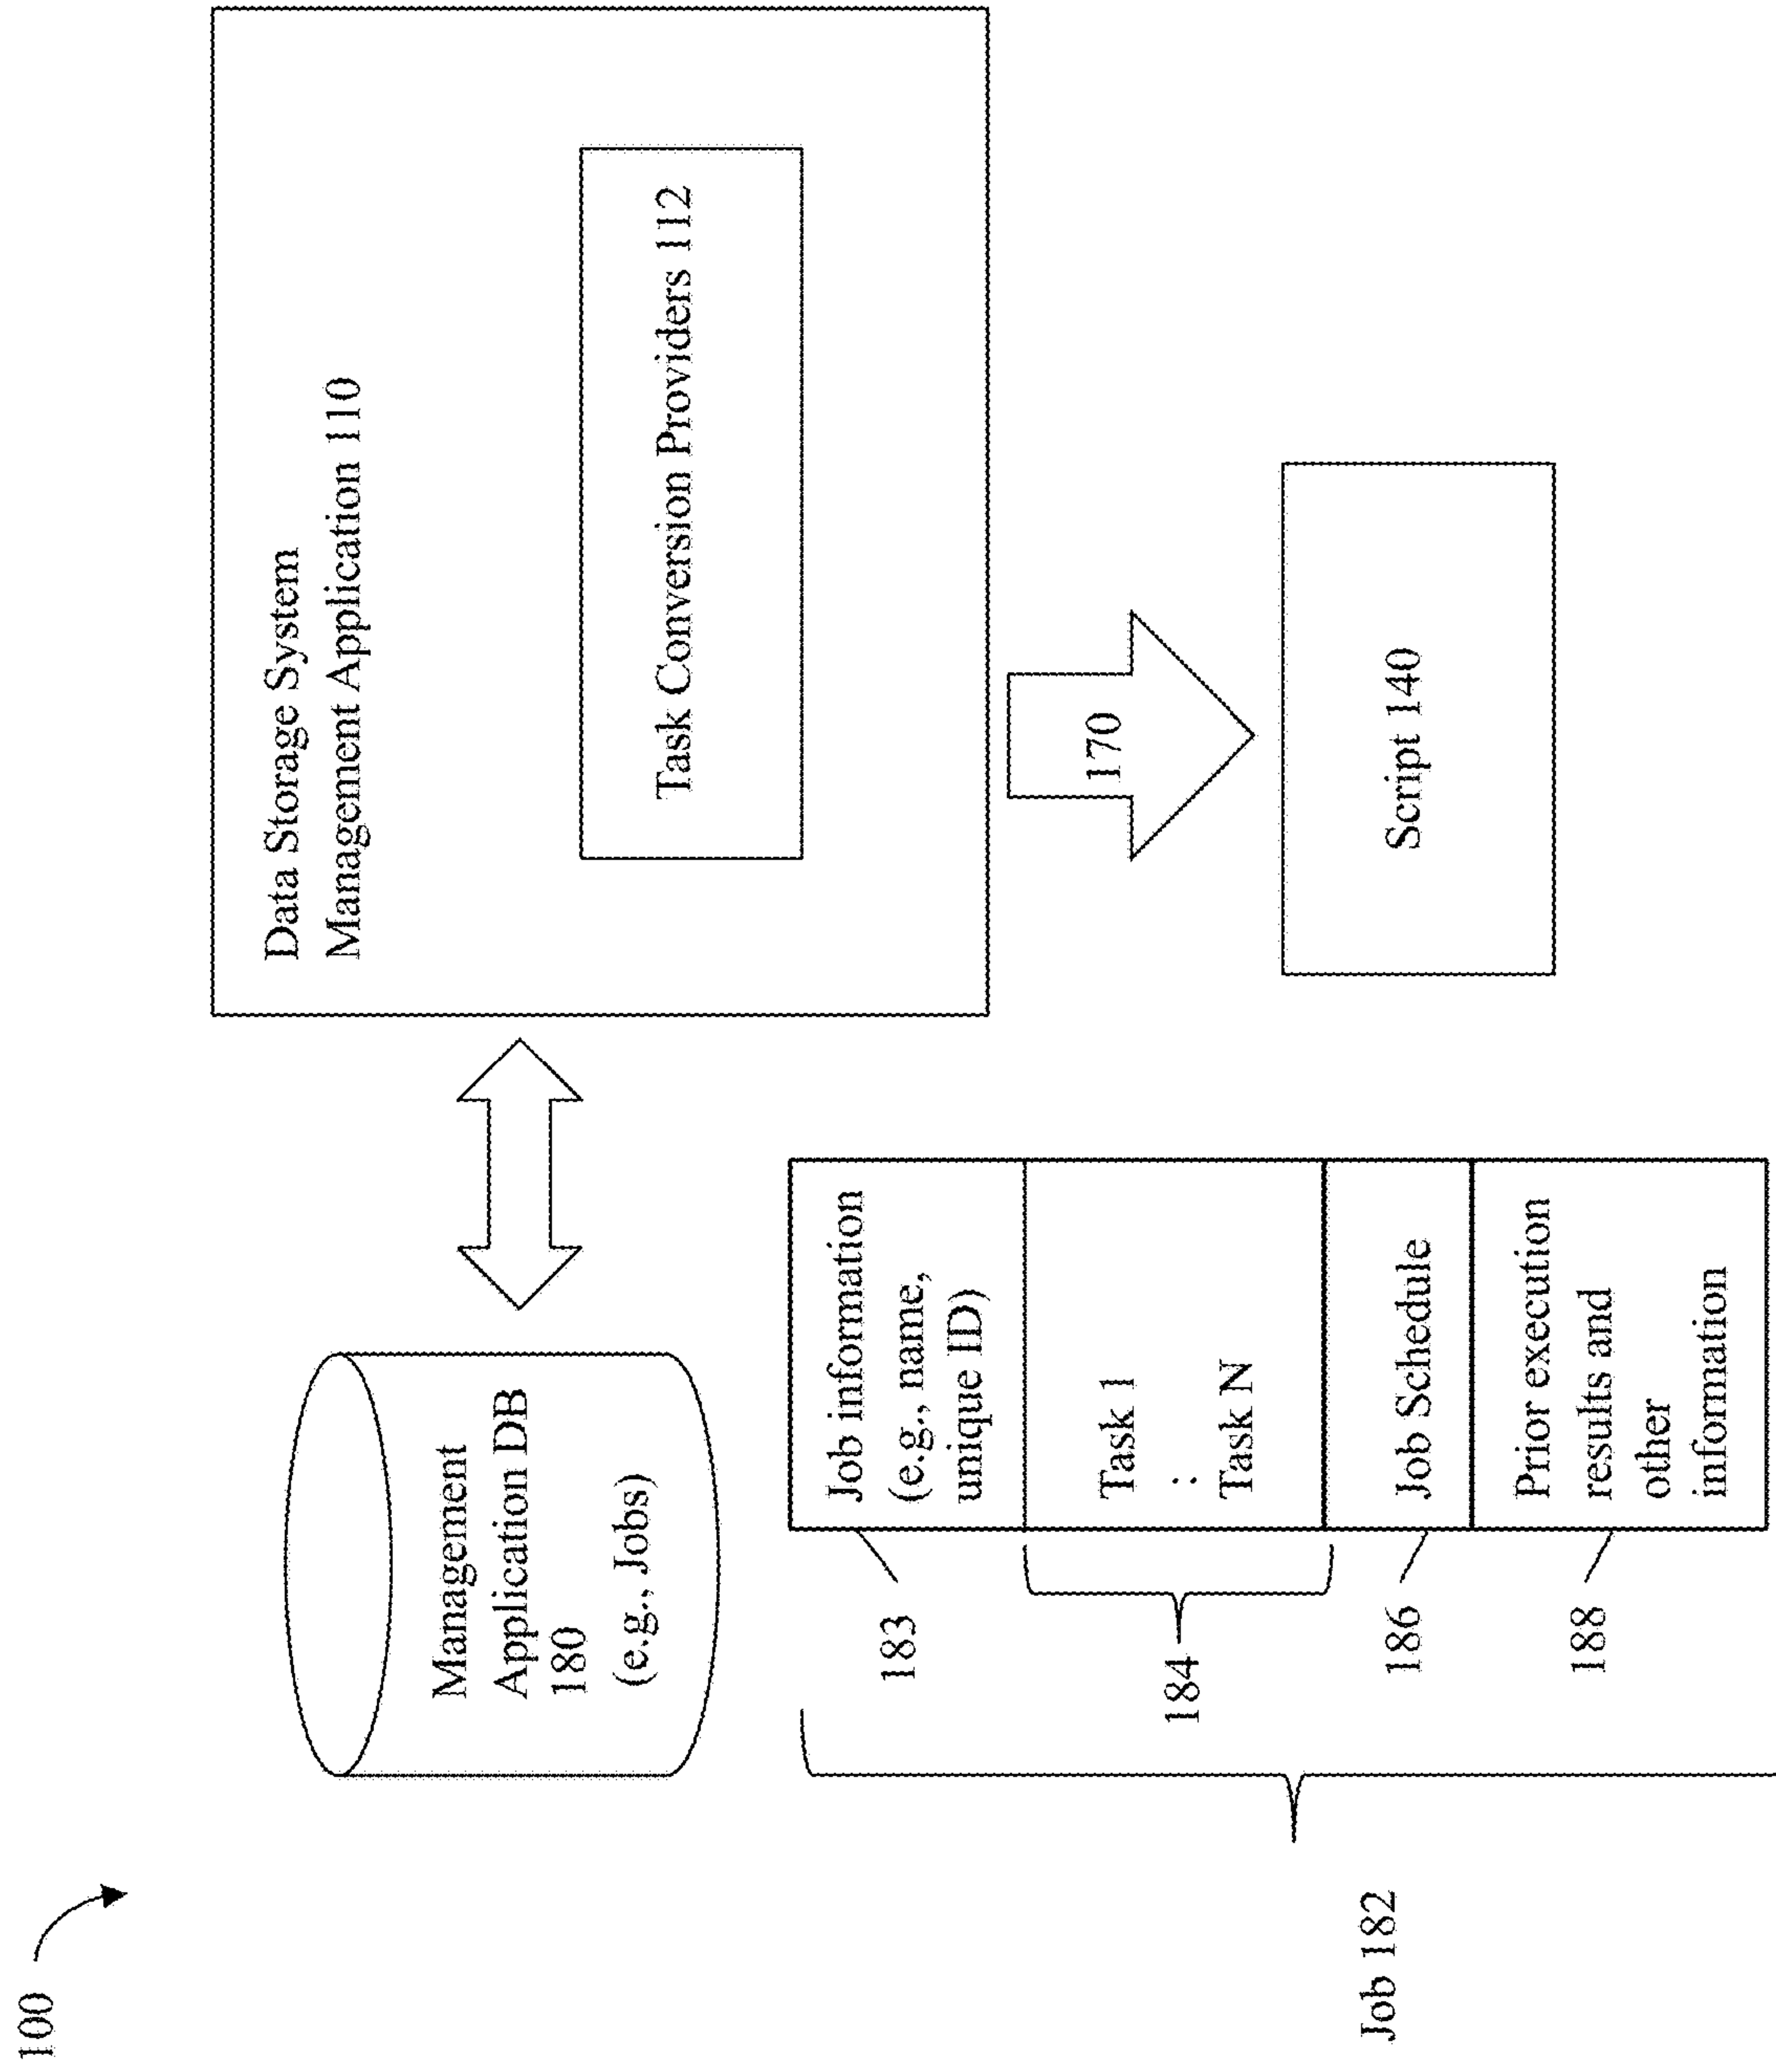 100
Management
Application DB
180
(e.g., Jobs)
Data Storage System
Management Application 110
Task Conversion Providers 112
170
Script 140
Job 182
183
Job information
(e.g., name,
unique ID)
184
Task 1
:
Task N
186
Job Schedule
188
Prior execution
results and
other
information